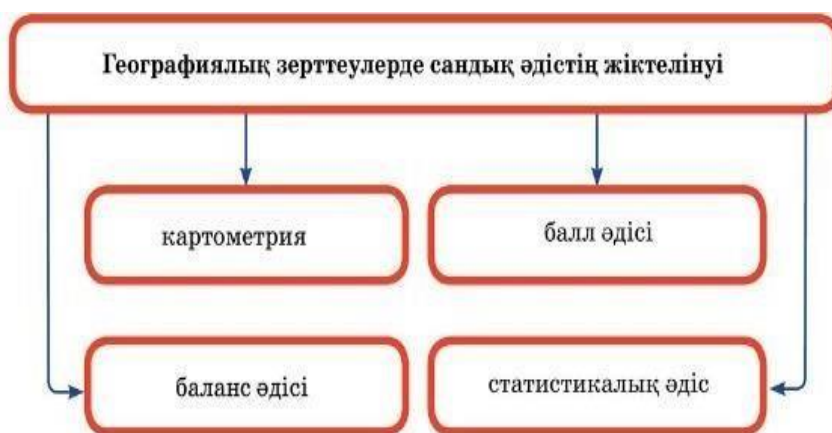 Географиялық зерттеулерде сандық әдістің жіктелінуі
картометрия
балл әдісі
баланс әдісі
статистикалық әдіс